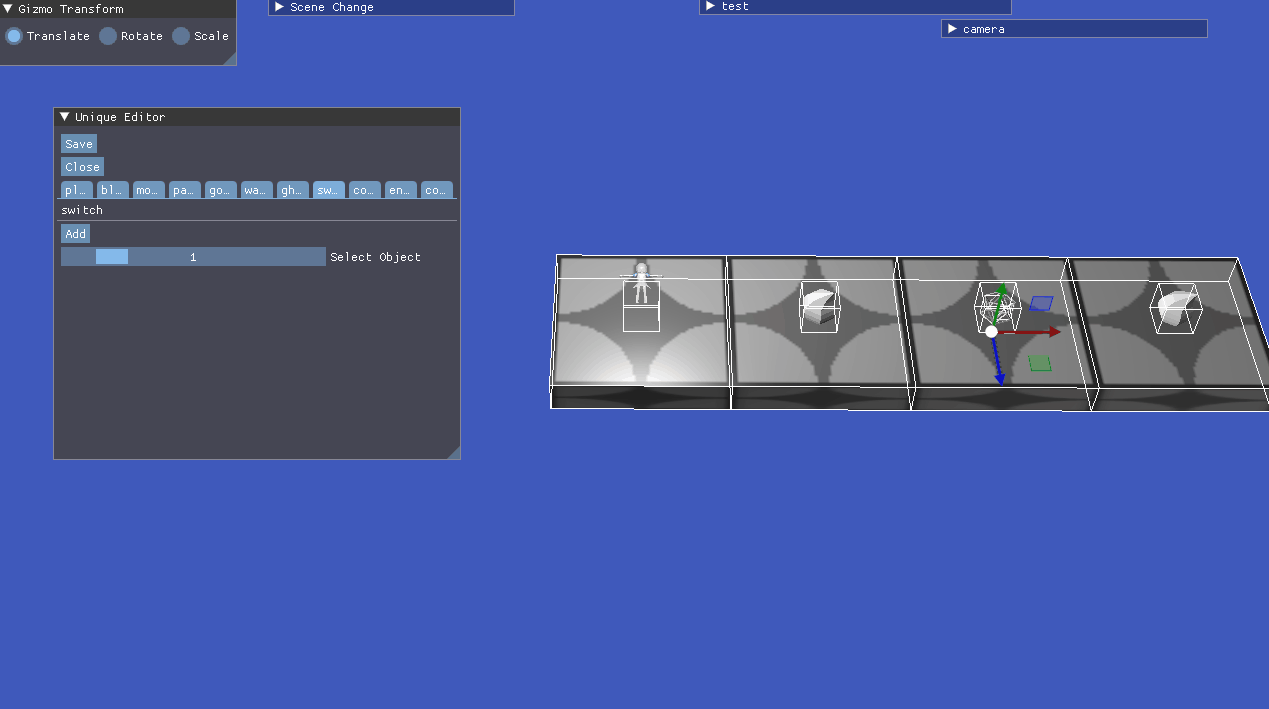 Gizmo Transform
Translate Rotate Scale
Scene Change
test
camera
Unique Editor
Save
Close
pl... bl... mo... pa... go... wa... gh... sw... co... en... co...
switch
Add
1 Select Object